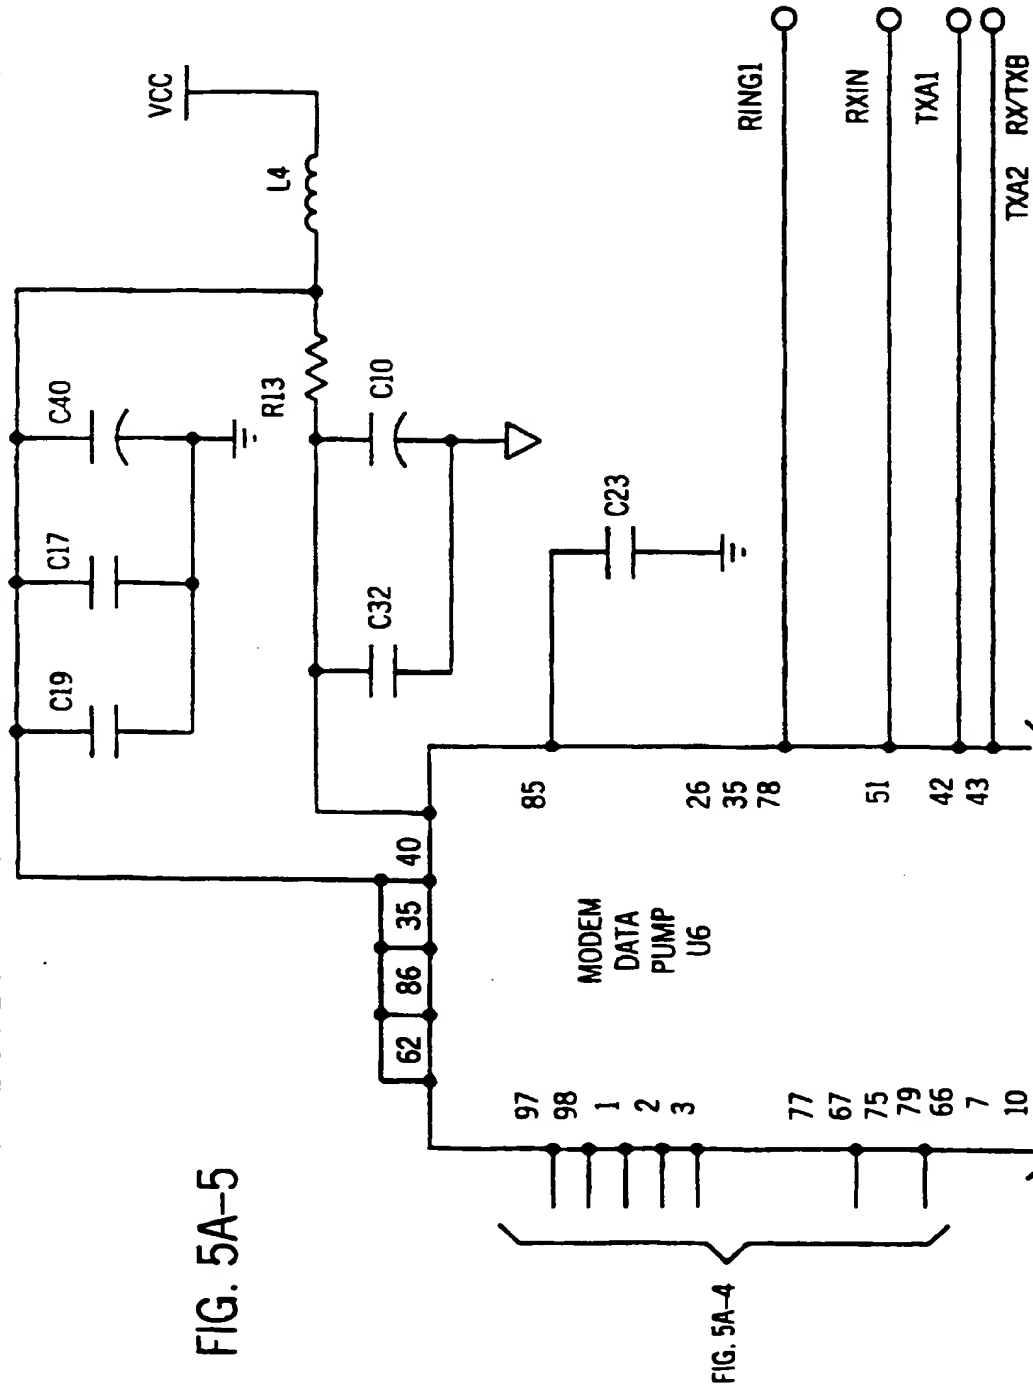 FIG. 5A-5
VCC
L4
C40
C17
C19
R13
C10
C32
C23
62
86
35
40
85
26
35
78
51
42
43
MODEM
DATA
PUMP
U6
97
98
1
2
3
77
67
75
79
66
7
10
RING1
RXIN
TXA1
TXA2 RX/TXB
FIG. 5A-4